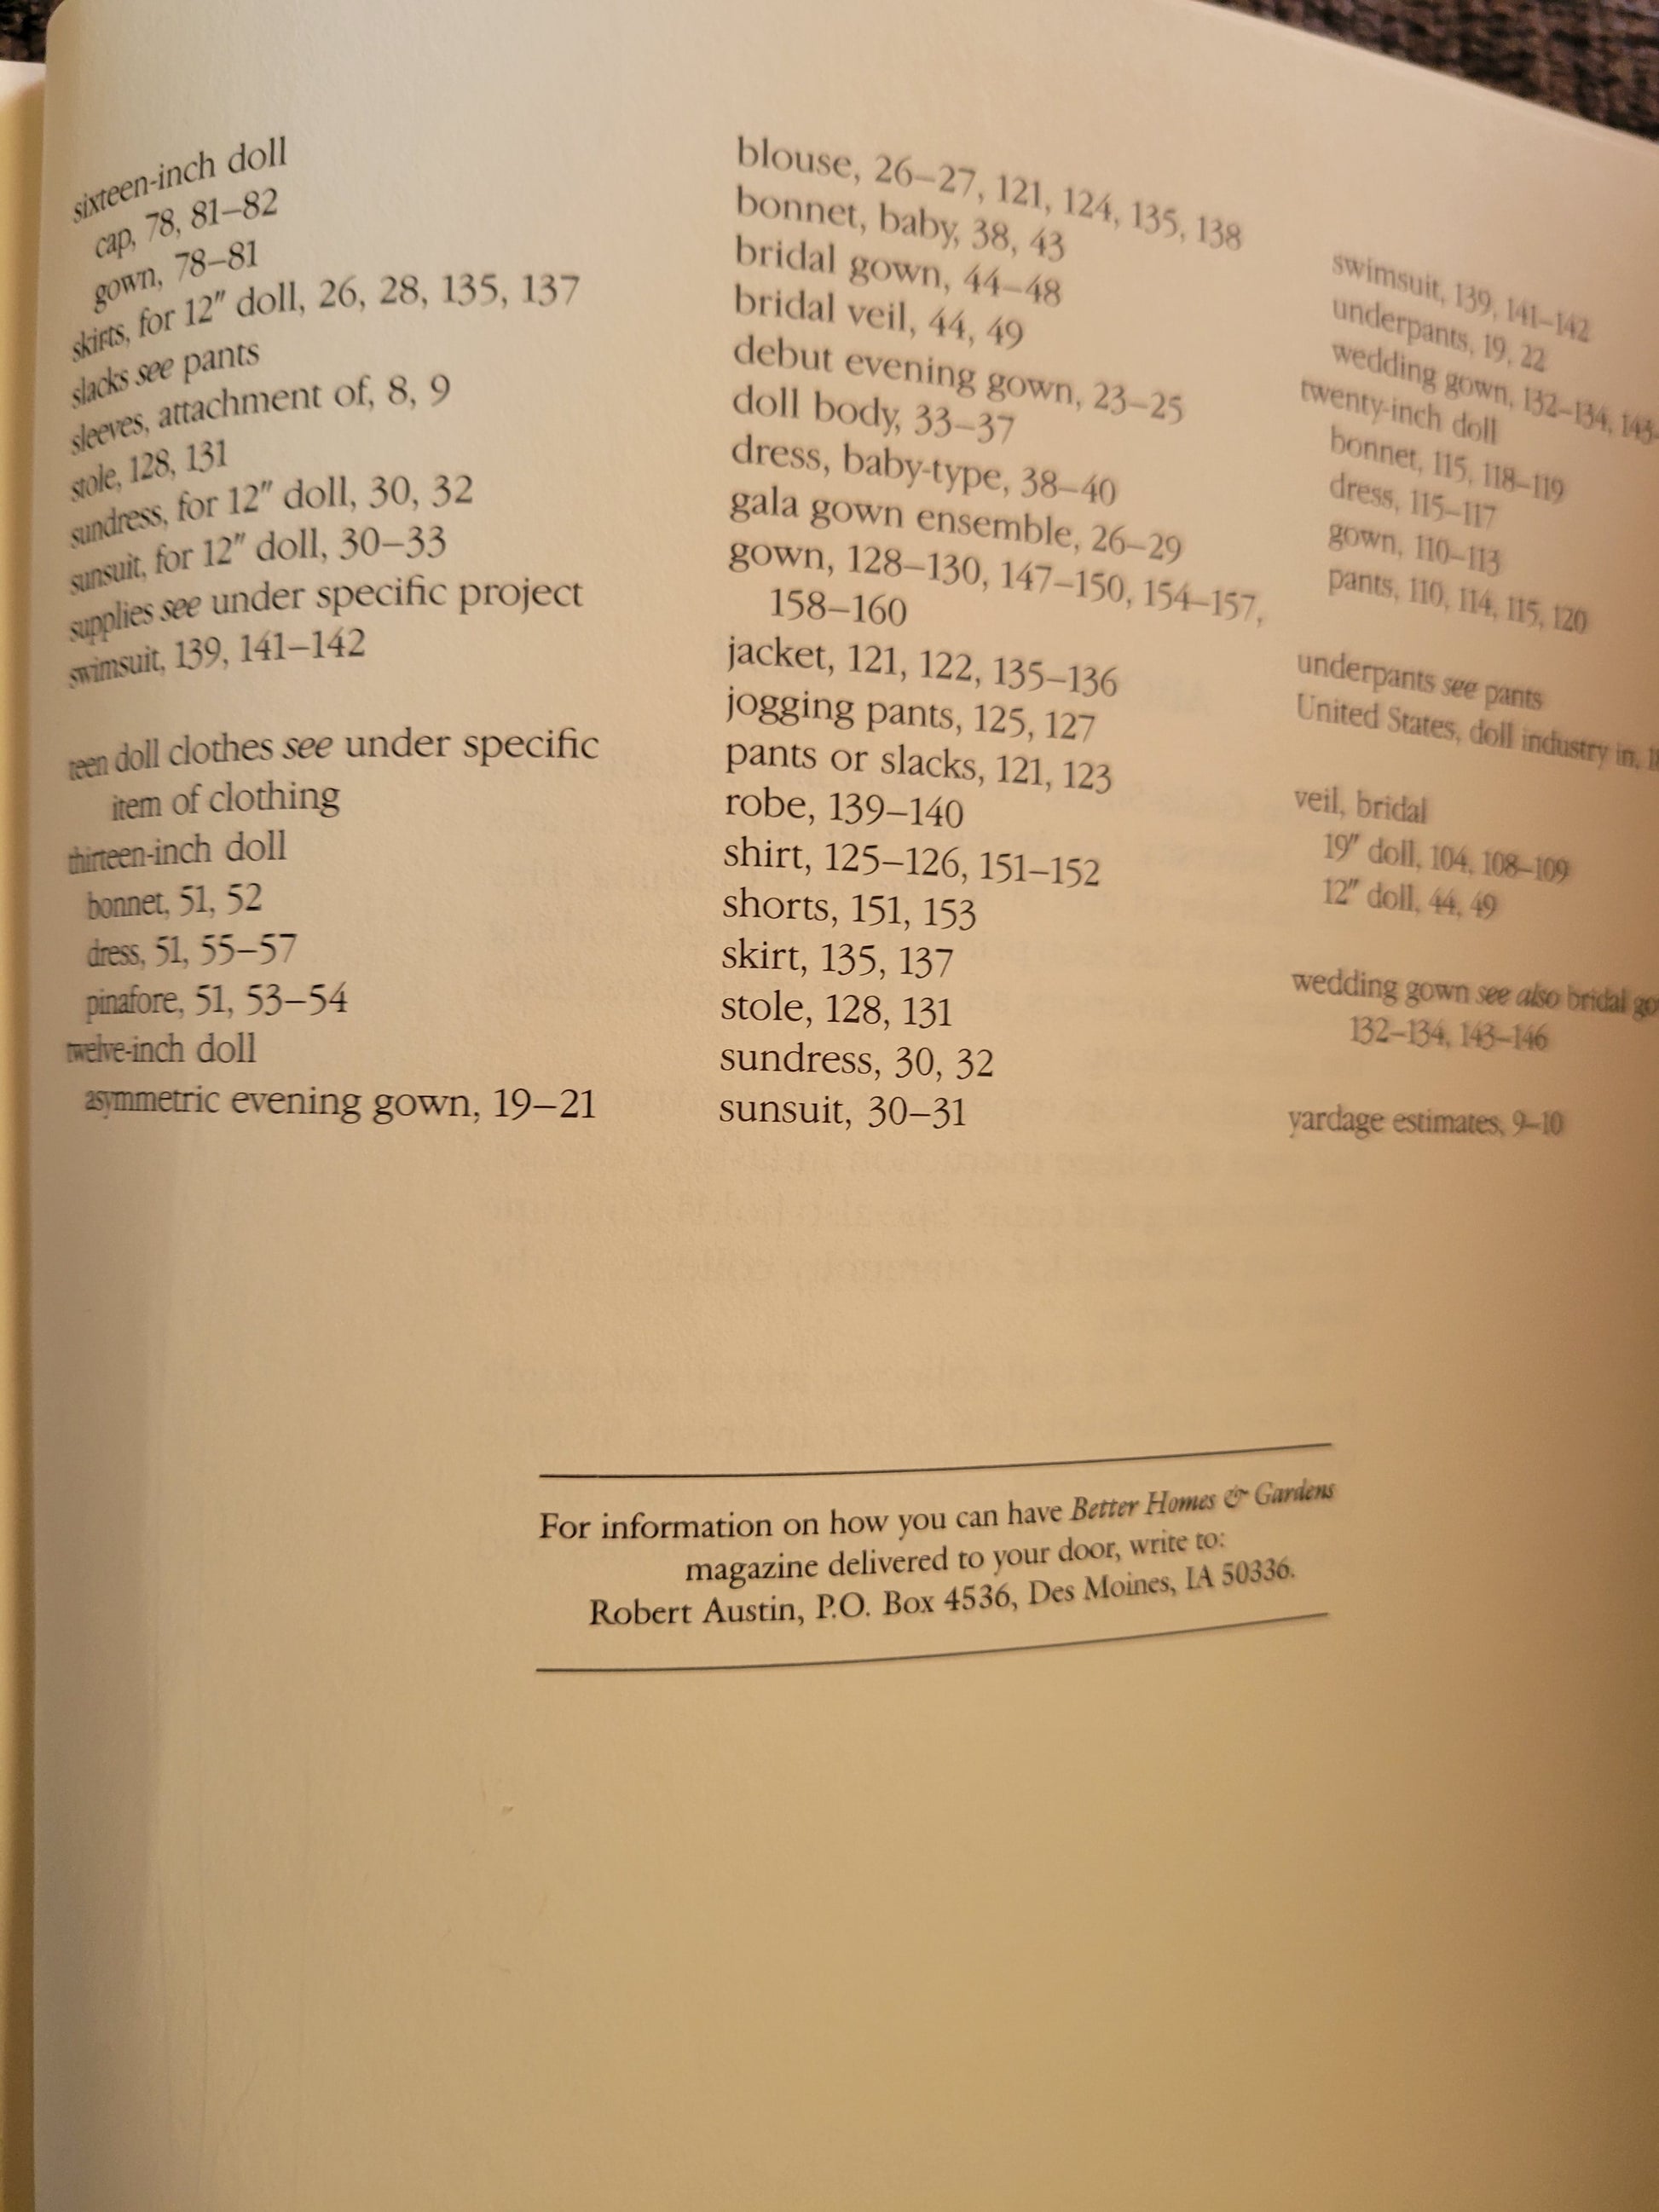 sixteen-inch doll
cap, 78, 81–82
gown, 78–81
skirts, for 12" doll, 26, 28, 135, 137
slacks see pants
sleeves, attachment of, 8, 9
stole, 128, 131
sundress, for 12" doll, 30, 32
sunsuit, for 12" doll, 30–33
supplies see under specific project
swimsuit, 139, 141–142
teen doll clothes see under specific
item of clothing
thirteen-inch doll
bonnet, 51, 52
dress, 51, 55–57
pinafore, 51, 53–54
twelve-inch doll
asymmetric evening gown, 19–21
blouse, 26–27, 121, 124, 135, 138
bonnet, baby, 38, 43
bridal gown, 44–48
bridal veil, 44, 49
debut evening gown, 23–25
doll body, 33–37
dress, baby-type, 38–40
gala gown ensemble, 26–29
gown, 128–130, 147–150, 154–157,
158–160
jacket, 121, 122, 135–136
jogging pants, 125, 127
pants or slacks, 121, 123
robe, 139–140
shirt, 125–126, 151–152
shorts, 151, 153
skirt, 135, 137
stole, 128, 131
sundress, 30, 32
sunsuit, 30–31
swimsuit, 139, 141–142
underpants, 19, 22
wedding gown, 132–134, 143–
twenty-inch doll
bonnet, 115, 118–119
dress, 115–117
gown, 110–113
pants, 110, 114, 115, 120
underpants see pants
United States, doll industry in,
veil, bridal
19" doll, 104, 108–109
12" doll, 44, 49
wedding gown see also bridal go
132–134, 143–146
yardage estimates, 9–10
For information on how you can have Better Homes & Gardens
magazine delivered to your door, write to:
Robert Austin, P.O. Box 4536, Des Moines, IA 50336.